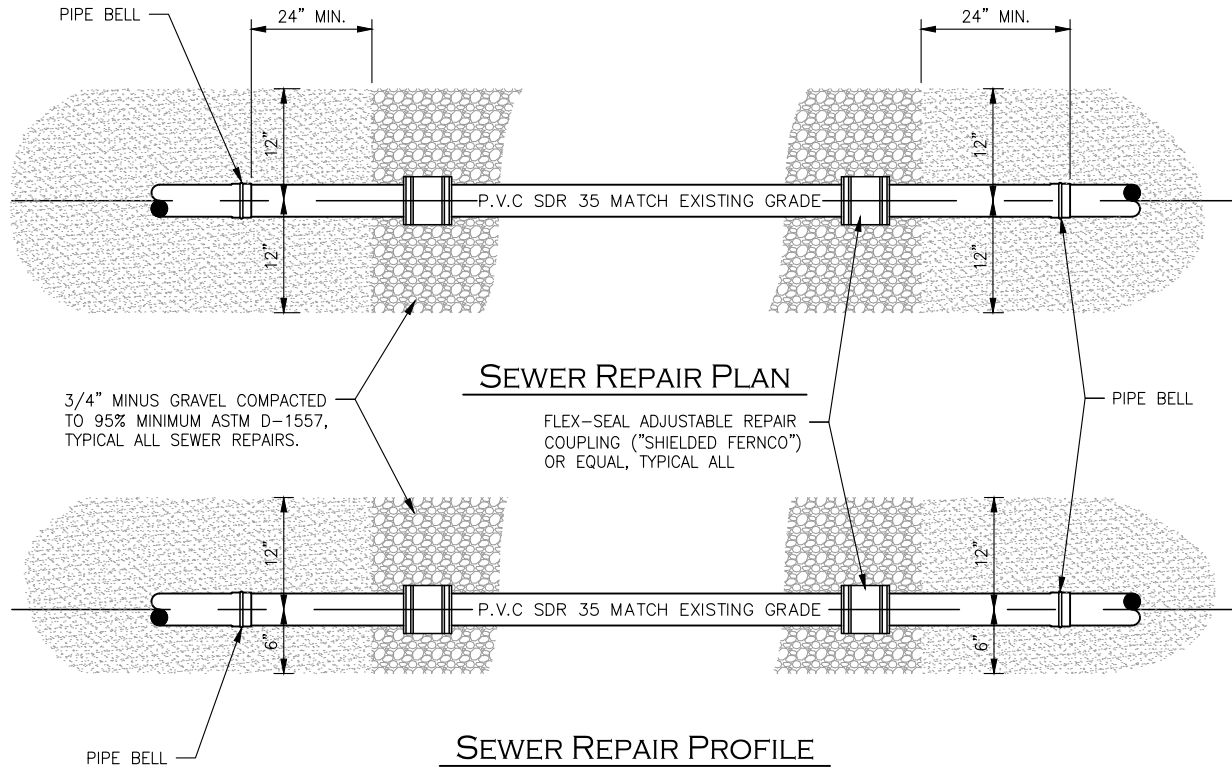 PIPE BELL
24" MIN.
24" MIN.
12"
12"
P.V.C SDR 35 MATCH EXISTING GRADE
12"
12"
SEWER REPAIR PLAN
3/4" MINUS GRAVEL COMPACTED
TO 95% MINIMUM ASTM D-1557,
TYPICAL ALL SEWER REPAIRS.
FLEX-SEAL ADJUSTABLE REPAIR
COUPLING ("SHIELDED FERNCO")
OR EQUAL, TYPICAL ALL
PIPE BELL
12"
12"
P.V.C SDR 35 MATCH EXISTING GRADE
6"
6"
PIPE BELL
SEWER REPAIR PROFILE